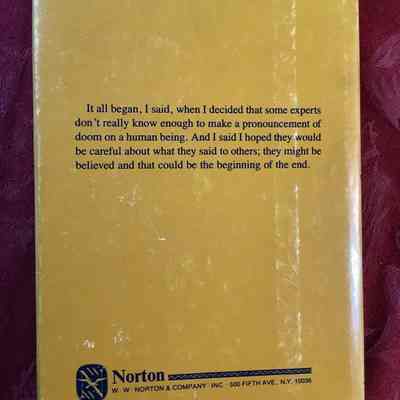 It all began, I said, when I decided that some experts
don't really know enough to make a pronouncement of
doom on a human being. And I said I hoped they would
be careful about what they said to others; they might be
believed and that could be the beginning of the end.
Norton
W · W · NORTON & COMPANY · INC · 500 FIFTH AVE., N.Y. 10036